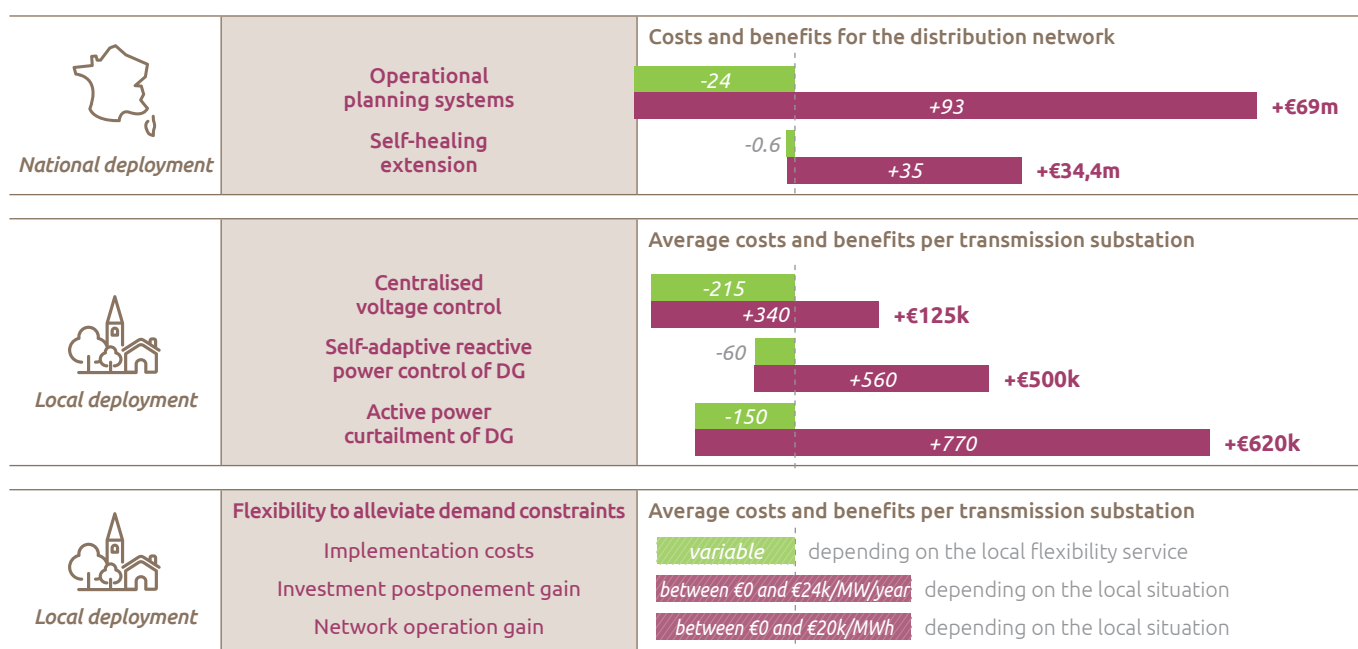 Costs and benefits for the distribution network
Operational
planning systems
-24
+93
+€69m
Self-healing
extension
-0.6
+35
+€34,4m
National deployment
Average costs and benefits per transmission substation
Centralised
voltage control
-215
+340
+€125k
Self-adaptive reactive
power control of DG
-60
+560
+€500k
Local deployment
Active power
curtailment of DG
-150
+770
+€620k
Flexibility to alleviate demand constraints
Average costs and benefits per transmission substation
Implementation costs
variable
depending on the local flexibility service
Investment postponement gain
between €0 and €24k/MW/year
depending on the local situation
Local deployment
Network operation gain
between €0 and €20k/MWh
depending on the local situation